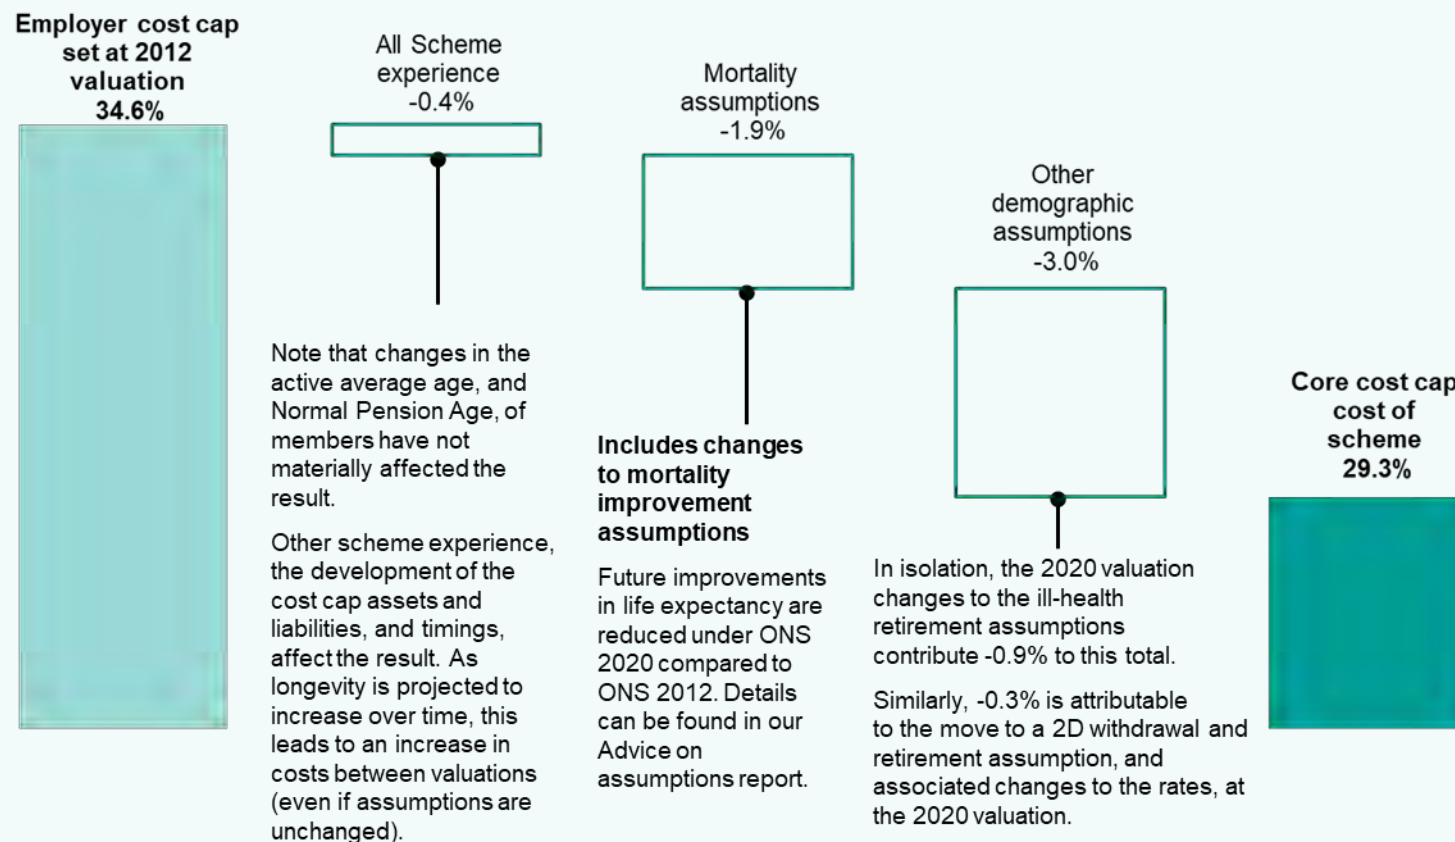 Employer cost cap
set at 2012
valuation
34.6%
All Scheme
experience
-0.4%
Note that changes in the
active average age, and
Normal Pension Age, of
members have not
materially affected the
result.
Other scheme experience,
the development of the
cost cap assets and
liabilities, and timings,
affect the result. As
longevity is projected to
increase over time, this
leads to an increase in
costs between valuations
(even if assumptions are
unchanged).
Mortality
assumptions
-1.9%
Includes changes
to mortality
improvement
assumptions
Future improvements
in life expectancy are
reduced under ONS
2020 compared to
ONS 2012. Details
can be found in our
Advice on
assumptions report.
Other
demographic
assumptions
-3.0%
In isolation, the 2020 valuation
changes to the ill-health
retirement assumptions
contribute -0.9% to this total.
Similarly, -0.3% is attributable
to the move to a 2D withdrawal and
retirement assumption, and
associated changes to the rates, at
the 2020 valuation.
Core cost cap
cost of
scheme
29.3%